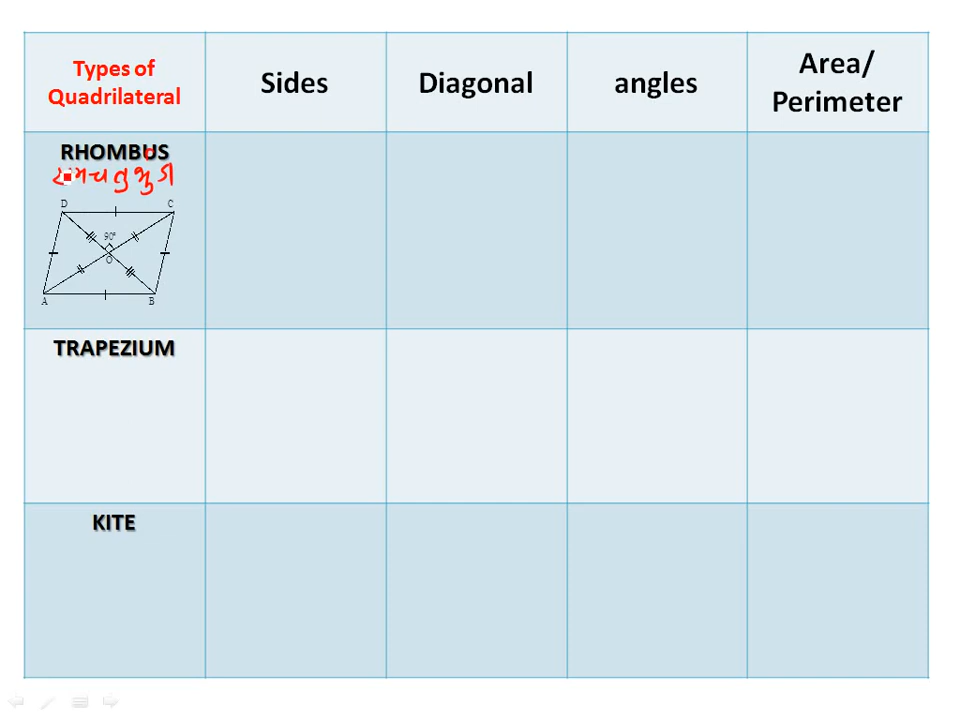 Types of
Quadrilateral
Sides
Diagonal
angles
Area/
Perimeter
RHOMBUS
D
C
90°
O
A
B
TRAPEZIUM
KITE